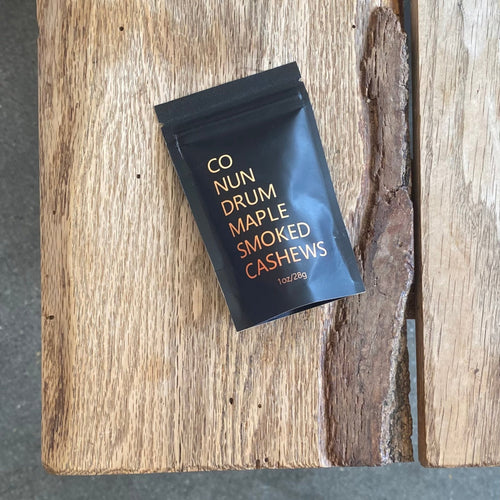 CO
NUN
DRUM
MAPLE
SMOKED
CASHEWS
1oz/28g